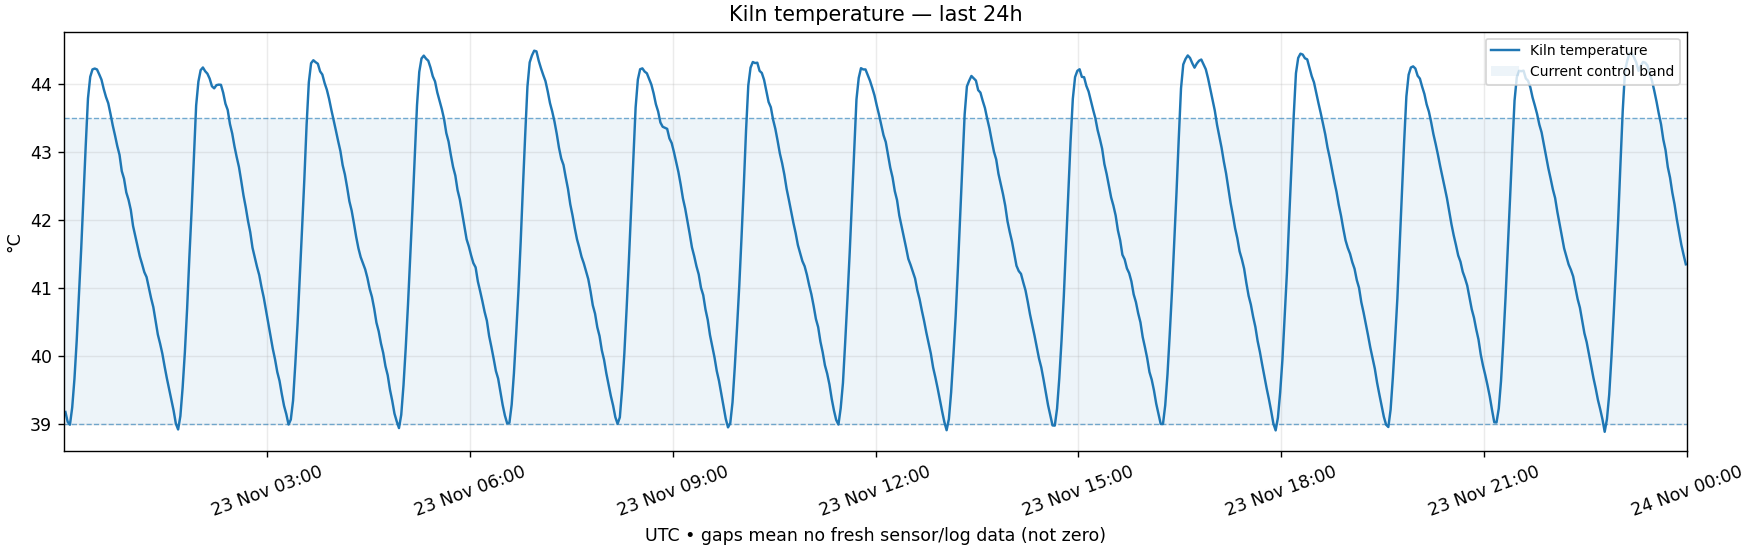 Kiln temperature — last 24h
Kiln temperature
Current control band
°C
44
43
42
41
40
39
23 Nov 03:00
23 Nov 06:00
23 Nov 09:00
23 Nov 12:00
23 Nov 15:00
23 Nov 18:00
23 Nov 21:00
24 Nov 00:00
UTC • gaps mean no fresh sensor/log data (not zero)